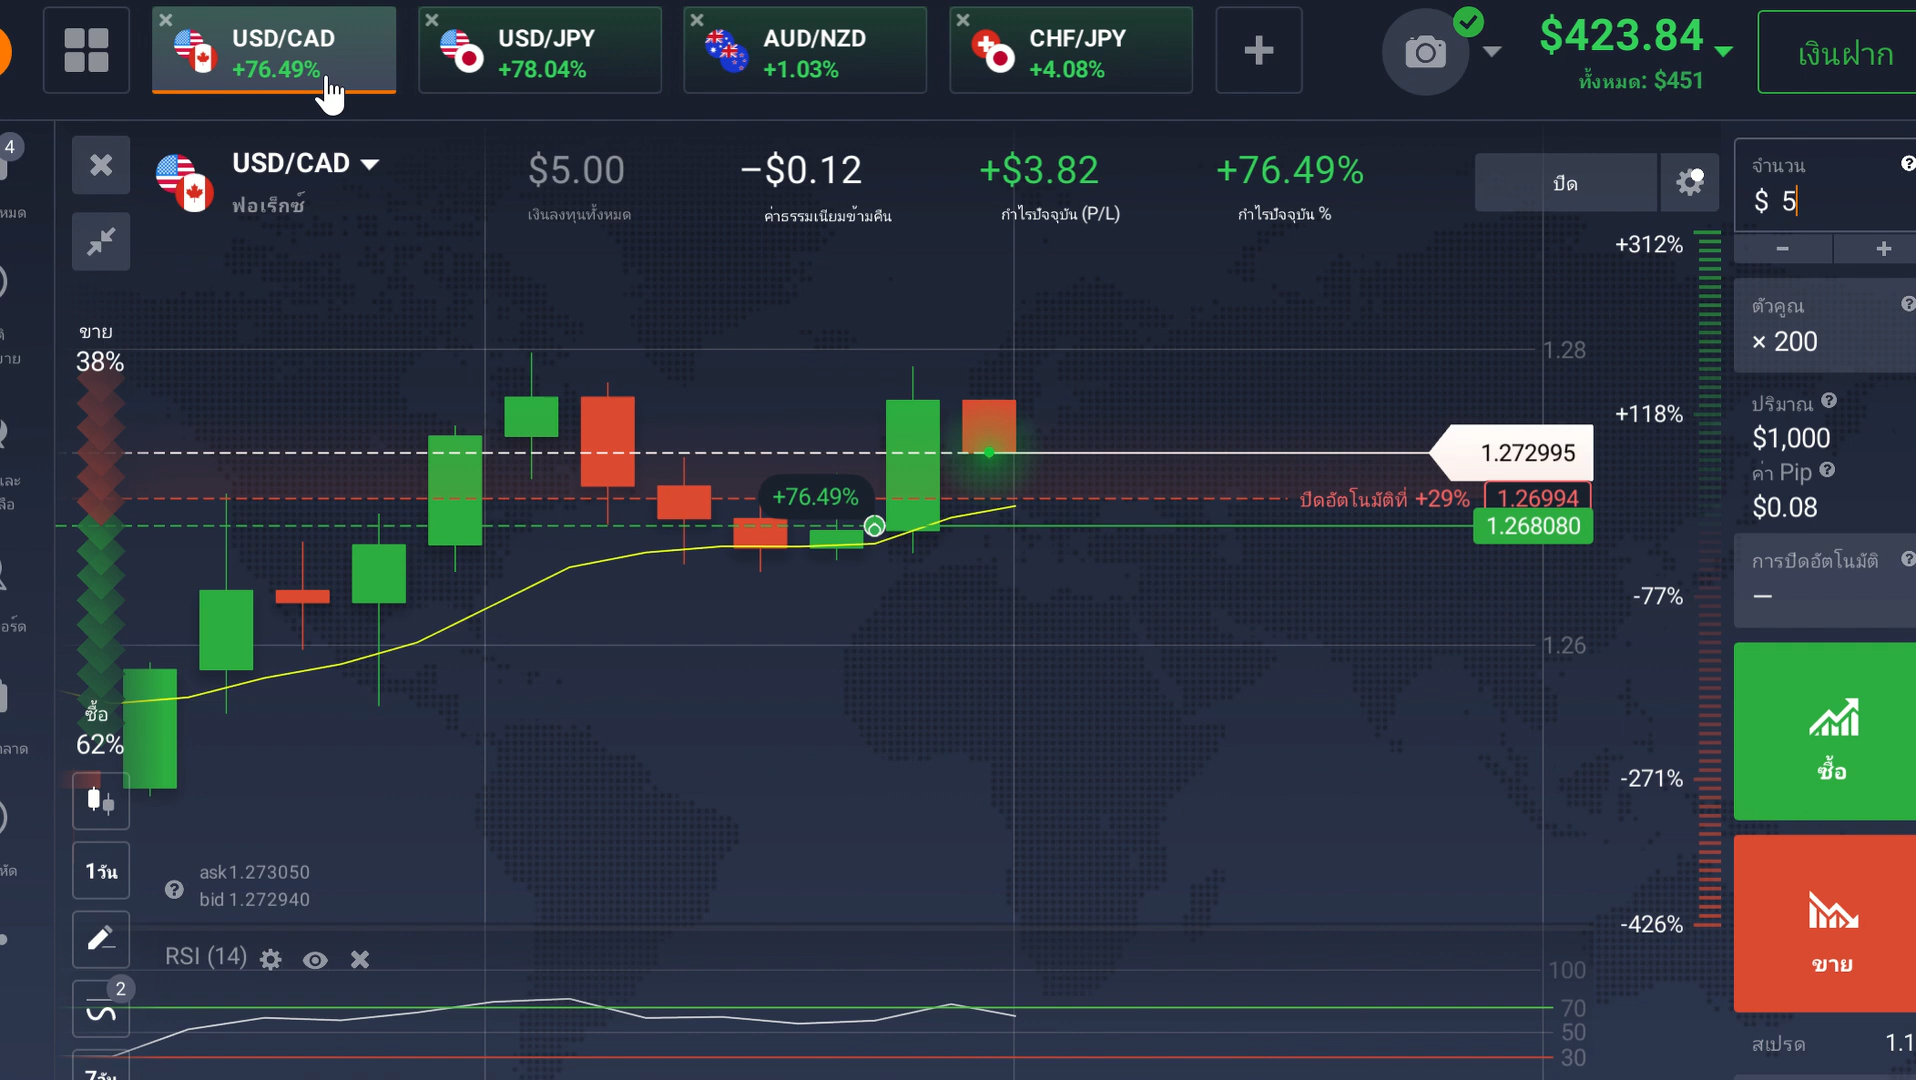 USD/CAD
+76.49%
USD/JPY
+78.04%
AUD/NZD
+1.03%
CHF/JPY
+4.08%
$423.84
ทั้งหมด: $451
เงินฝาก
4
USD/CAD
ฟอเร็กซ์
$5.00
เงินลงทุนทั้งหมด
−$0.12
ค่าธรรมเนียมข้ามคืน
+$3.82
กำไรปัจจุบัน (P/L)
+76.49%
กำไรปัจจุบัน %
ปิด
จำนวน
$ 5
− +
ตัวคูณ
× 200
ปริมาณ
$1,000
ค่า Pip
$0.08
การปิดอัตโนมัติ
—
ซื้อ
ขาย
สเปรด 1.1
+312%
+118%
-77%
-271%
-426%
ขาย
38%
ซื้อ
62%
1.28
1.272995
ปิดอัตโนมัติที่ +29% 1.26994
1.268080
+76.49%
1.26
1วัน
ask1.273050
bid 1.272940
RSI (14)
2
100
70
50
30
7วัน